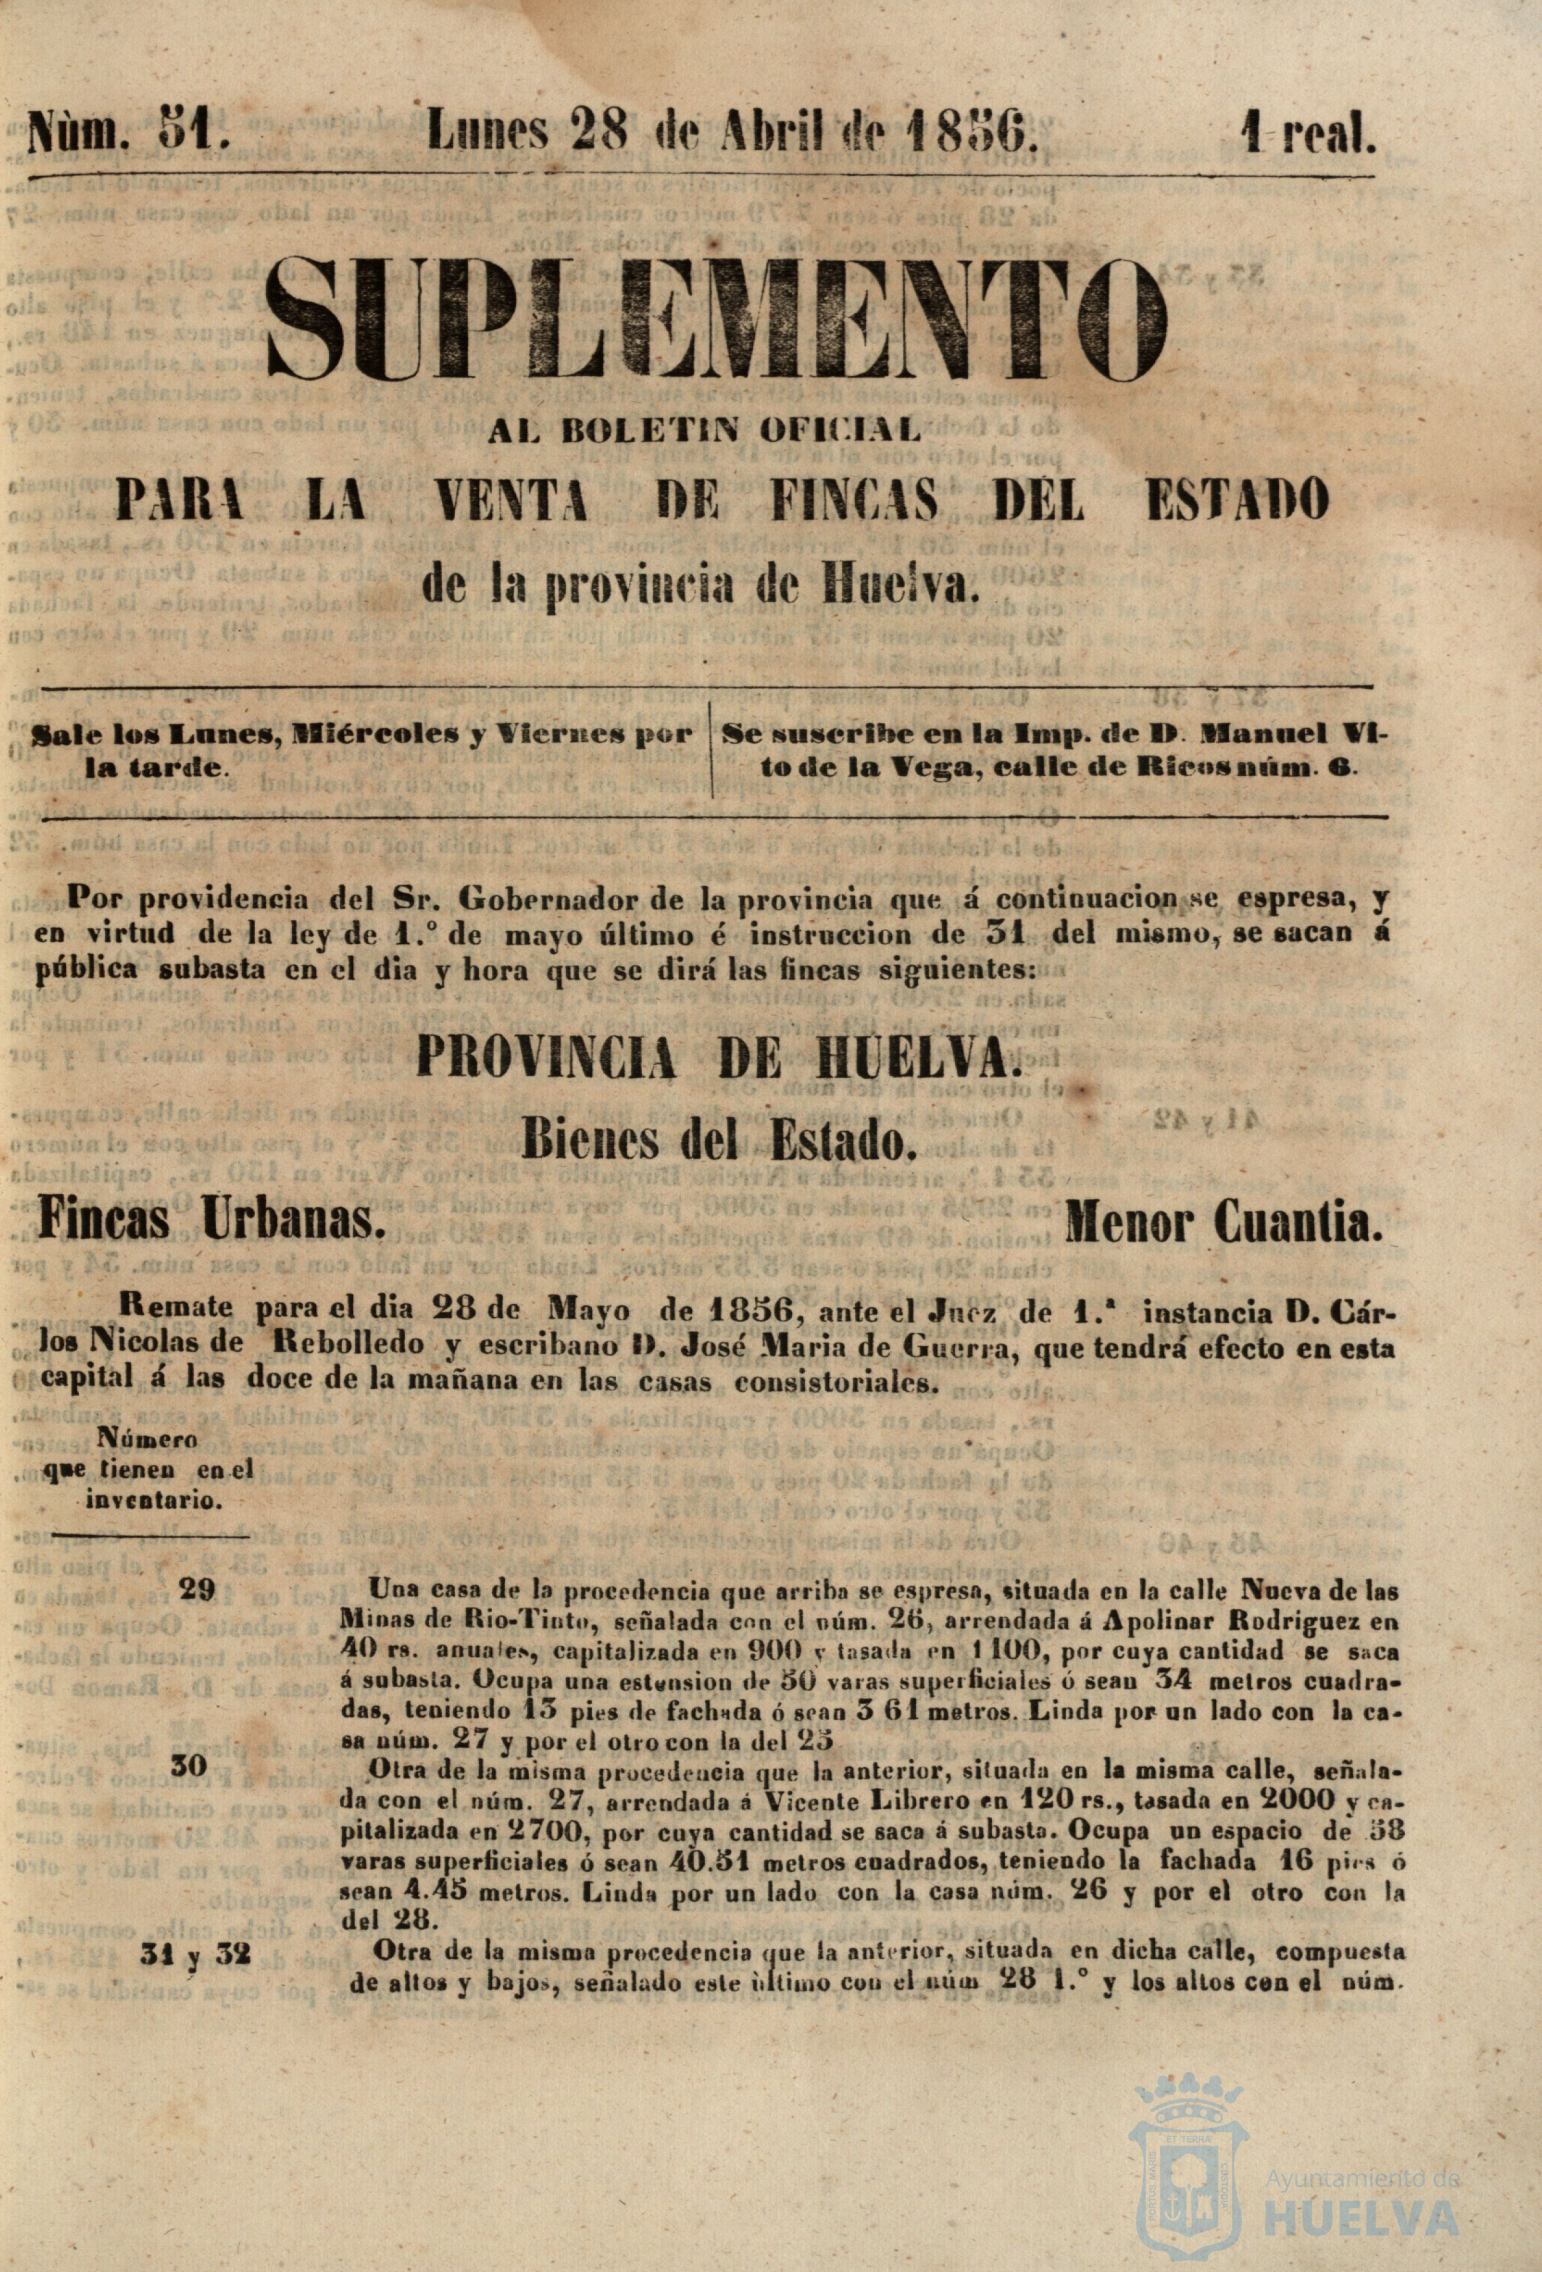 Núm. 51. Lunes 28 de Abril de 1856. 1 real.
SUPLEMENTO
AL BOLETIN OFICIAL
PARA LA VENTA DE FINCAS DEL ESTADO
de la provincia de Huelva.
Sale los Lunes, Miércoles y Viernes por
la tarde.
Se suscribe en la Imp. de D. Manuel Vi-
to de la Vega, calle de Ricos núm. 6.
Por providencia del Sr. Gobernador de la provincia que á continuacion se espresa, y
en virtud de la ley de 1.º de mayo último é instruccion de 31 del mismo, se sacan á
pública subasta en el dia y hora que se dirá las fincas siguientes:
PROVINCIA DE HUELVA.
Bienes del Estado.
Fincas Urbanas. Menor Cuantia.
Remate para el dia 28 de Mayo de 1856, ante el Juez de 1.ª instancia D. Cár-
los Nicolas de Rebolledo y escribano D. José Maria de Guerra, que tendrá efecto en esta
capital á las doce de la mañana en las casas consistoriales.
Número
que tienen en el
inventario.
29 Una casa de la procedencia que arriba se espresa, situada en la calle Nueva de las
Minas de Rio-Tinto, señalada con el núm. 26, arrendada á Apolinar Rodriguez en
40 rs. anuales, capitalizada en 900 y tasada en 1100, por cuya cantidad se saca
á subasta. Ocupa una estension de 50 varas superficiales ó sean 34 metros cuadra-
das, teniendo 13 pies de fachada ó sean 3 61 metros. Linda por un lado con la ca-
sa núm. 27 y por el otro con la del 25
30 Otra de la misma procedencia que la anterior, situada en la misma calle, señala-
da con el núm. 27, arrendada á Vicente Librero en 120 rs., tasada en 2000 y ca-
pitalizada en 2700, por cuya cantidad se saca á subasta. Ocupa un espacio de 58
varas superficiales ó sean 40.51 metros cuadrados, teniendo la fachada 16 pies ó
sean 4.45 metros. Linda por un lado con la casa núm. 26 y por el otro con la
del 28.
31 y 32 Otra de la misma procedencia que la anterior, situada en dicha calle, compuesta
de altos y bajos, señalado este ùltimo con el núm 28 1.º y los altos con el núm.
ET TERRA
Ayuntamiento de
HUELVA